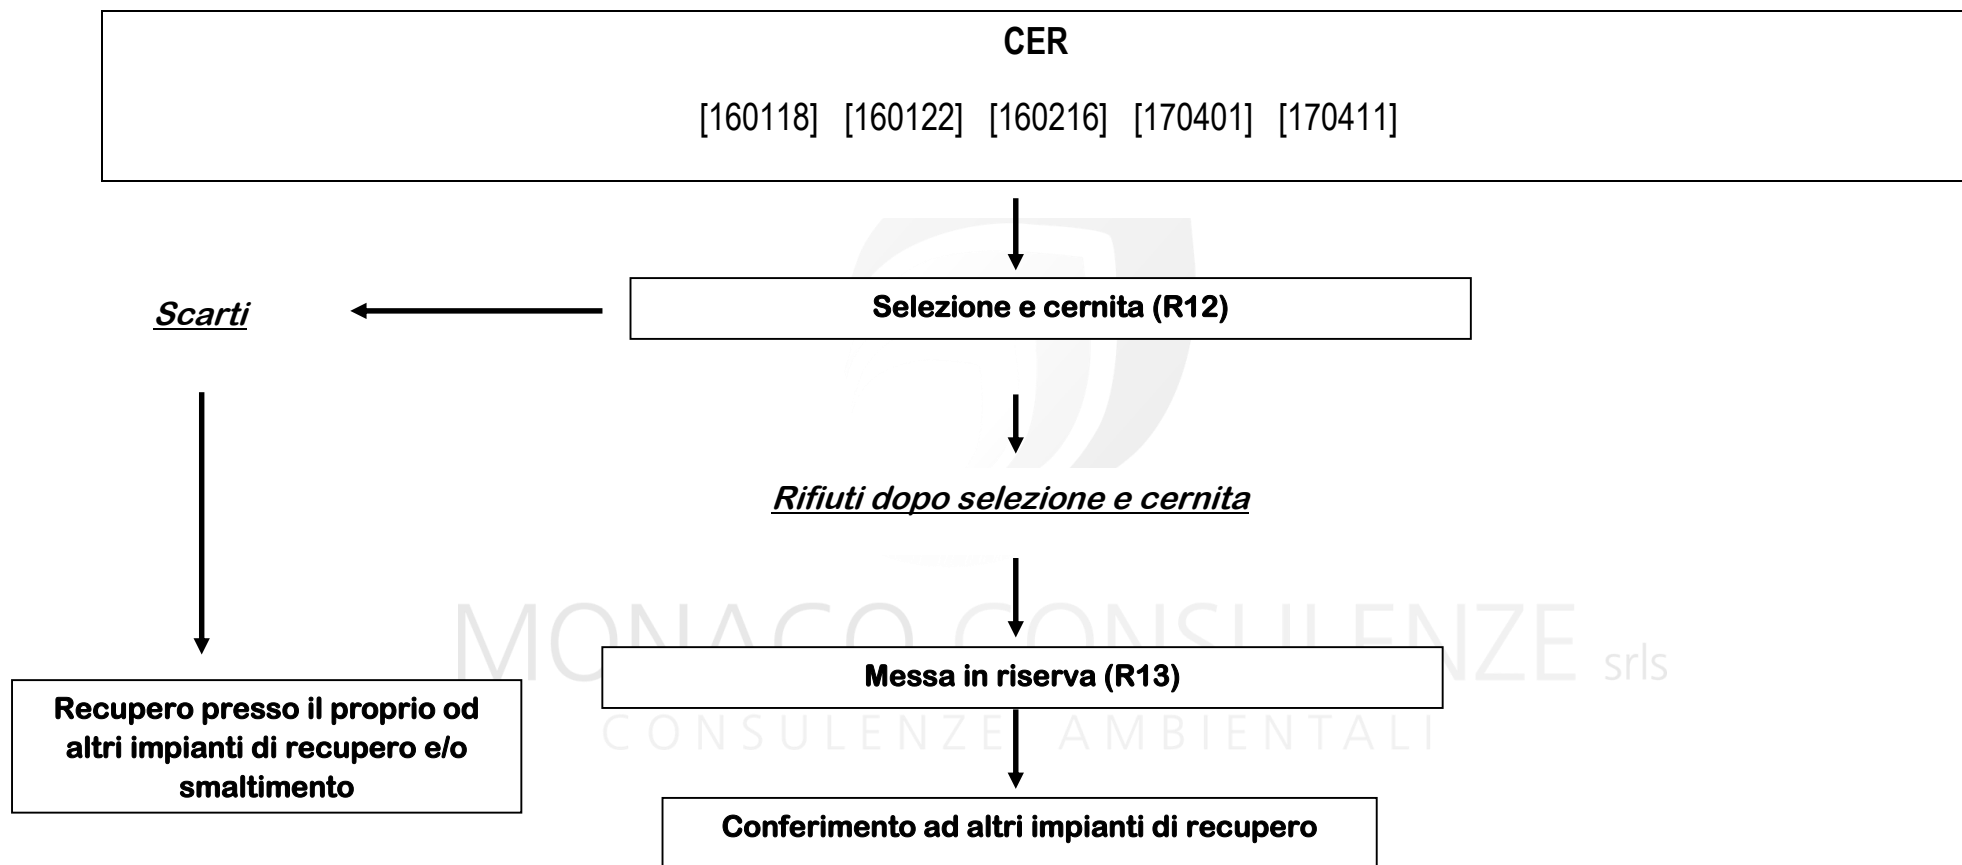 CER
[160118] [160122] [160216] [170401] [170411]
Selezione e cernita (R12)
Scarti
Rifiuti dopo selezione e cernita
MONACO CONSULENZE srls
Messa in riserva (R13)
CONSULENZE AMBIENTALI
Recupero presso il proprio od
altri impianti di recupero e/o
smaltimento
Conferimento ad altri impianti di recupero